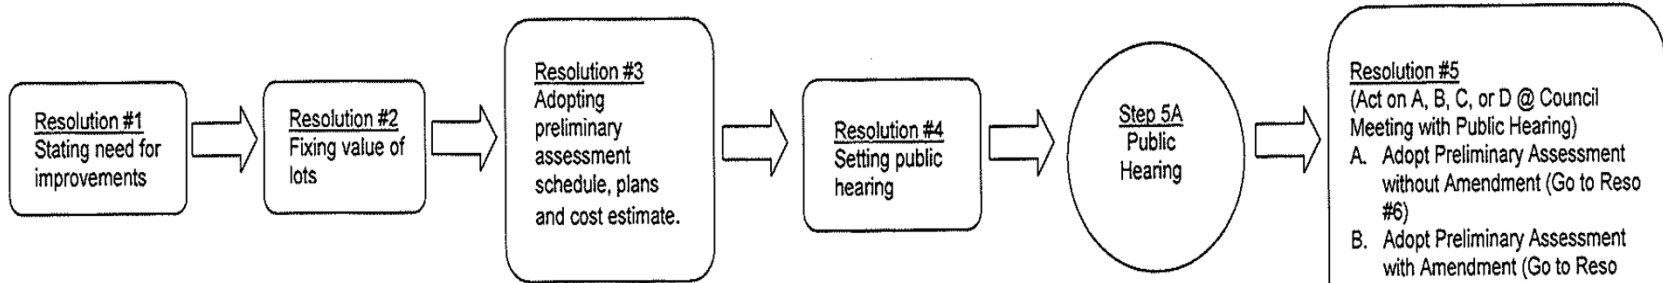 Resolution #1
Stating need for
improvements
Resolution #2
Fixing value of
lots
Resolution #3
Adopting
preliminary
assessment
schedule, plans
and cost estimate.
Resolution #4
Setting public
hearing
Step 5A
Public
Hearing
Resolution #5
(Act on A, B, C, or D @ Council
Meeting with Public Hearing)
A. Adopt Preliminary Assessment
without Amendment (Go to Reso
#6)
B. Adopt Preliminary Assessment
with Amendment (Go to Reso